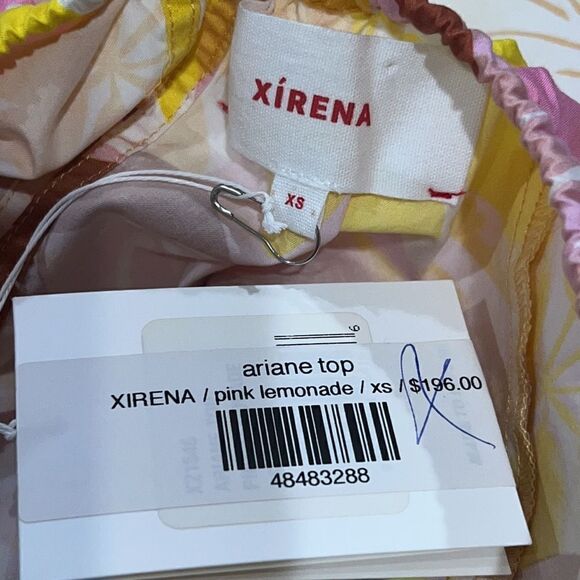 XÍRENA
XS
ariane top
XIRENA / pink lemonade / xs / $196.00
48483288